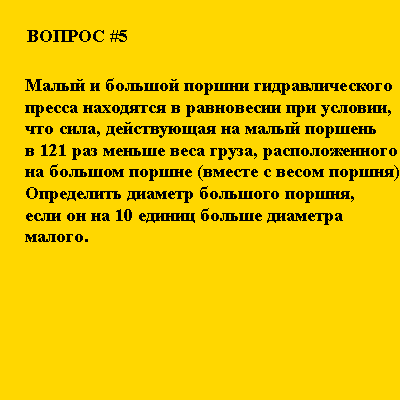 ВОПРОС #5
Малый и большой поршни гидравлического
пресса находятся в равновесии при условии,
что сила, действующая на малый поршень
в 121 раз меньше веса груза, расположенного
на большом поршне (вместе с весом поршня)
Определить диаметр большого поршня,
если он на 10 единиц больше диаметра
малого.